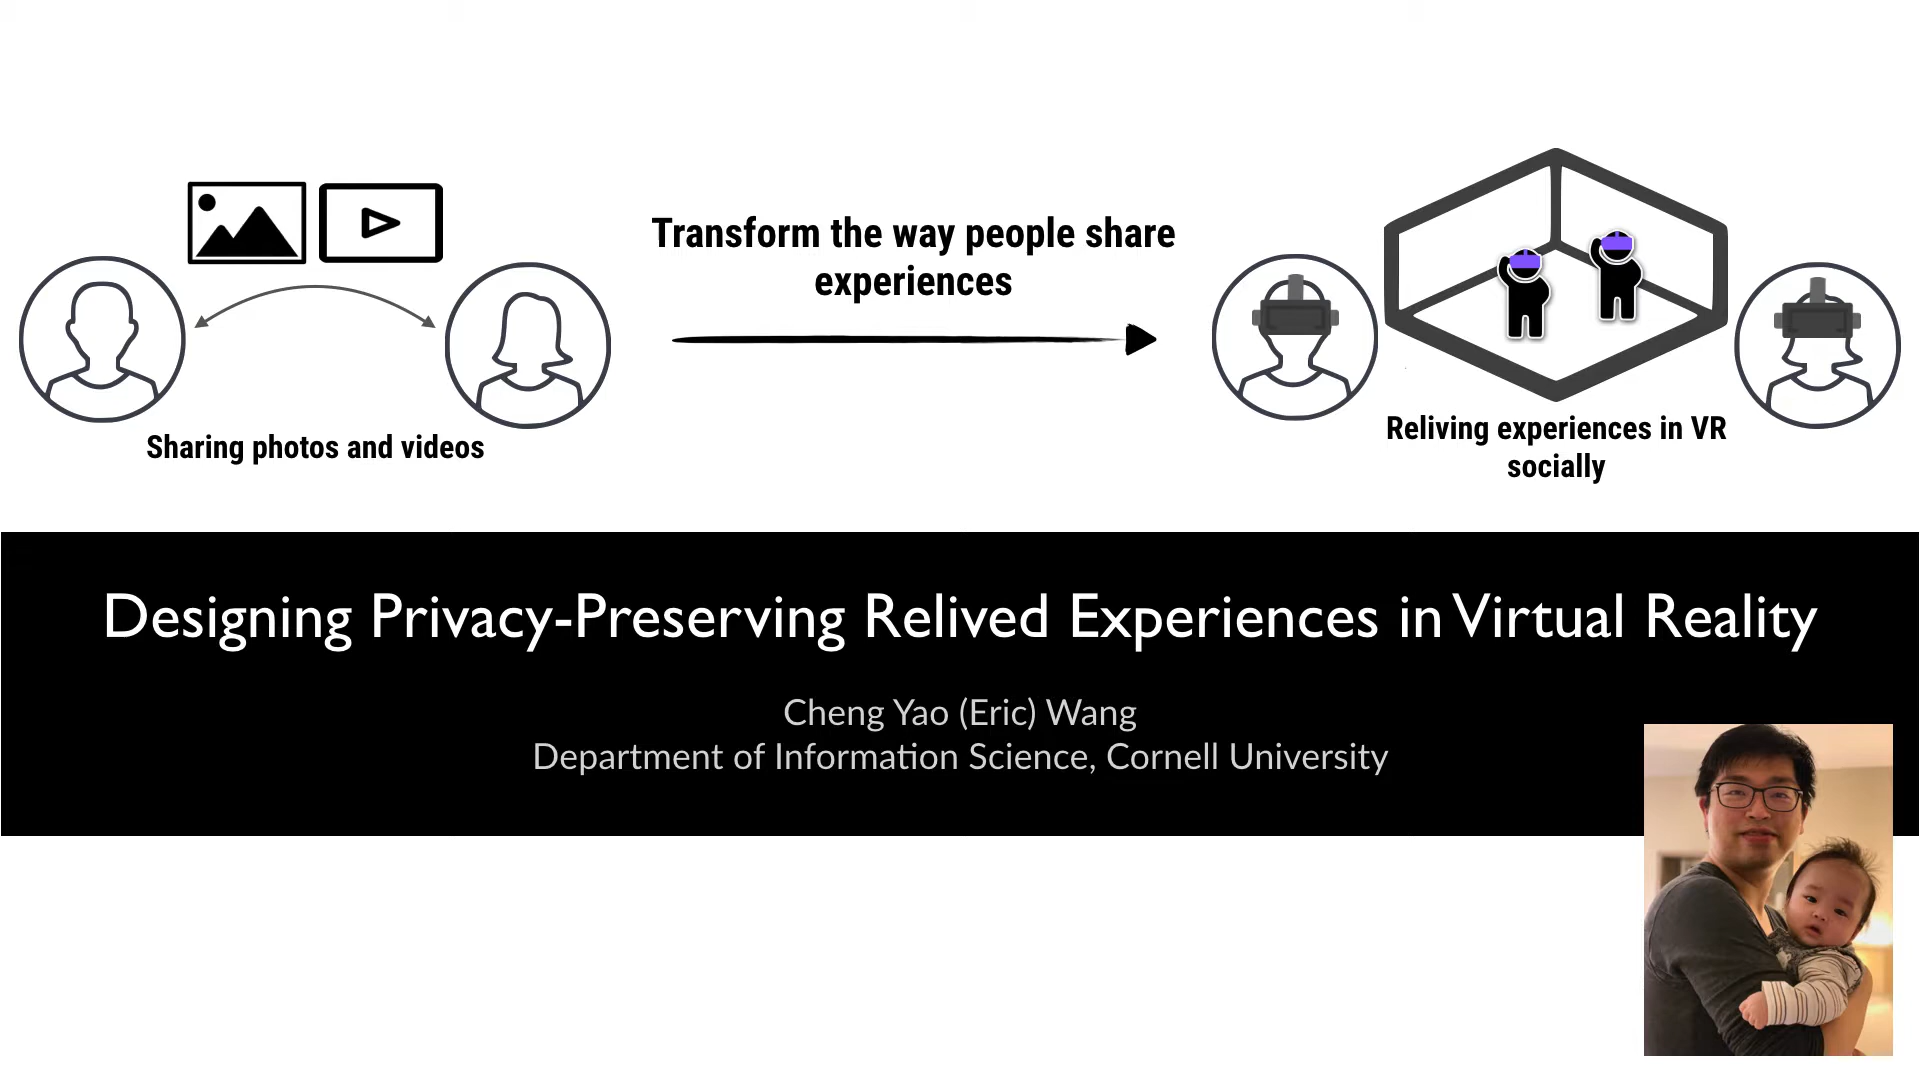 Transform the way people share
experiences
Sharing photos and videos
Reliving experiences in VR
socially
Designing Privacy-Preserving Relived Experiences in Virtual Reality
Cheng Yao (Eric) Wang
Department of Information Science, Cornell University